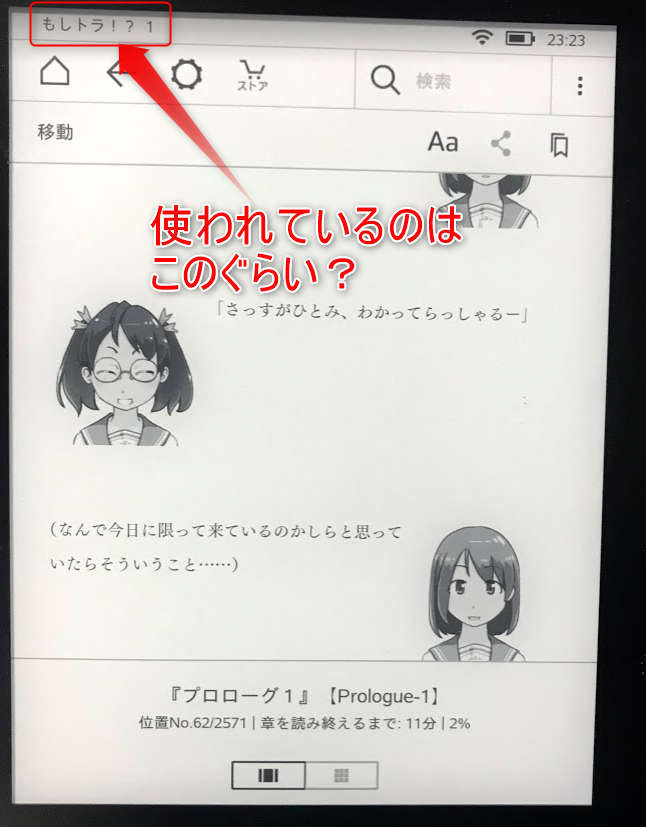 もしトラ！？ 1
23:23
ストア
検索
移動
Aa
使われているのは
このぐらい？
「さっすがひとみ、わかってらっしゃるー」
（なんで今日に限って来ているのかしらと思って
いたらそういうこと……）
『プロローグ１』【Prologue-1】
位置No.62/2571 | 章を読み終えるまで: 11分 | 2%